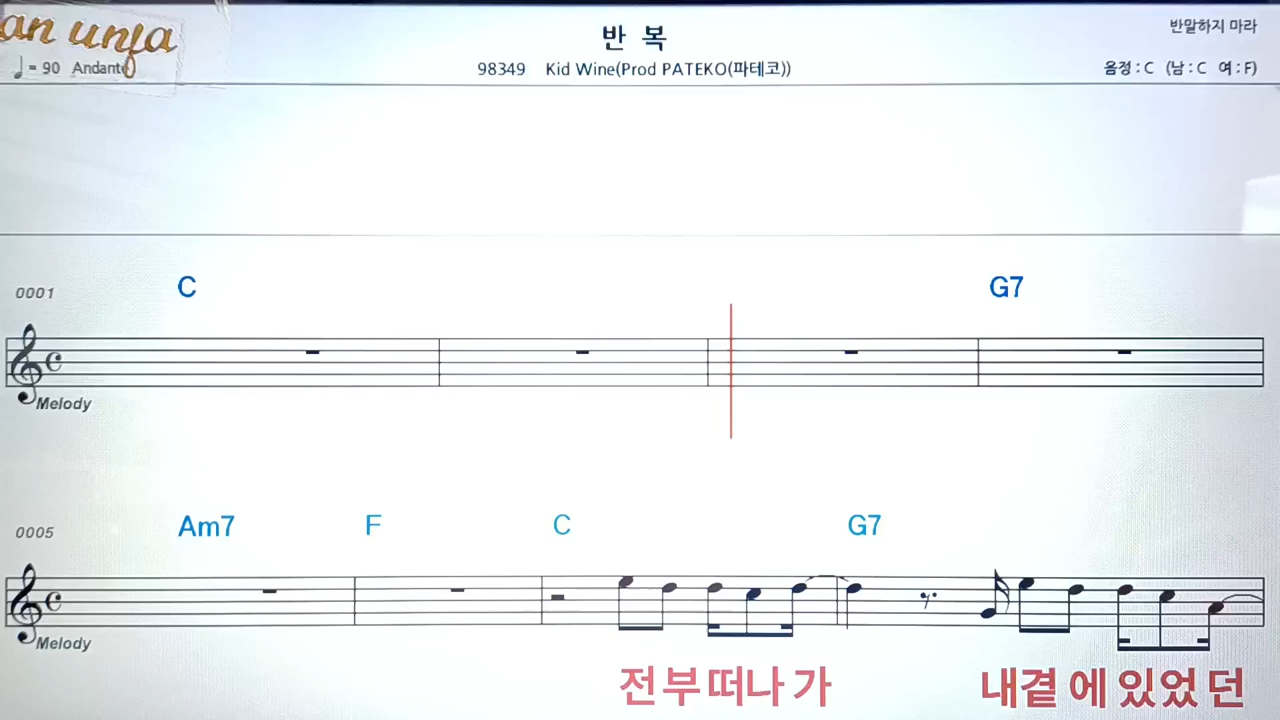 an unja
반 복
반말하지 마라
♩ = 90 Andante
98349 Kid Wine(Prod PATEKO(파테코))
음정 : C (남 : C 여 : F)
0001 C G7
Melody
0005 Am7 F C G7
Melody
전 부 떠 나 가 내 곁 에 있 었 던